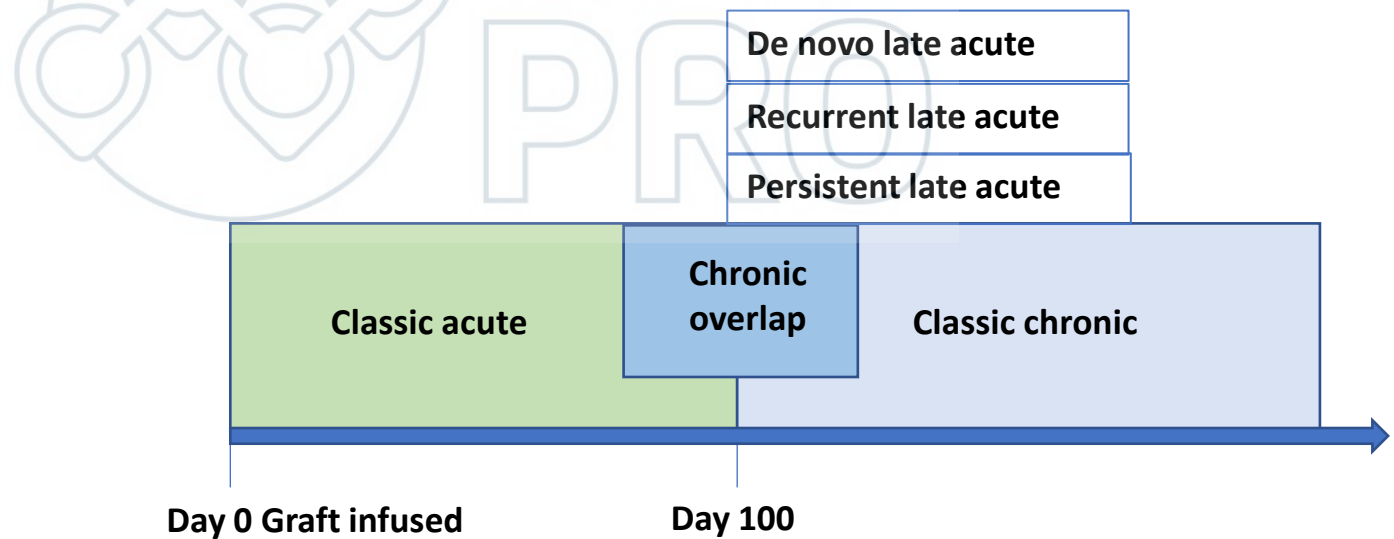 PRO
De novo late acute
Recurrent late acute
Persistent late acute
Chronic
overlap
Classic acute
Classic chronic
Day 0 Graft infused
Day 100